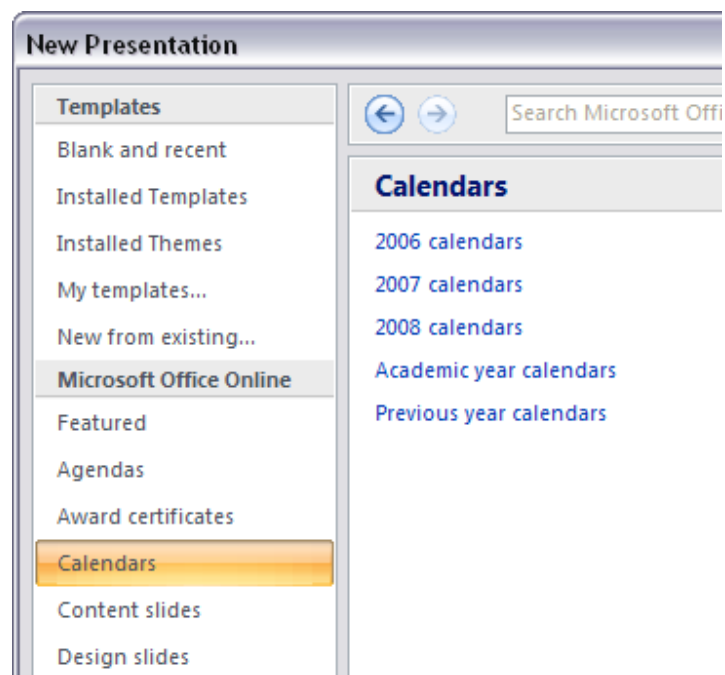 New Presentation
Templates
Blank and recent
Installed Templates
Installed Themes
My templates...
New from existing...
Microsoft Office Online
Featured
Agendas
Award certificates
Calendars
Content slides
Design slides
Search Microsoft Offi
Calendars
2006 calendars
2007 calendars
2008 calendars
Academic year calendars
Previous year calendars